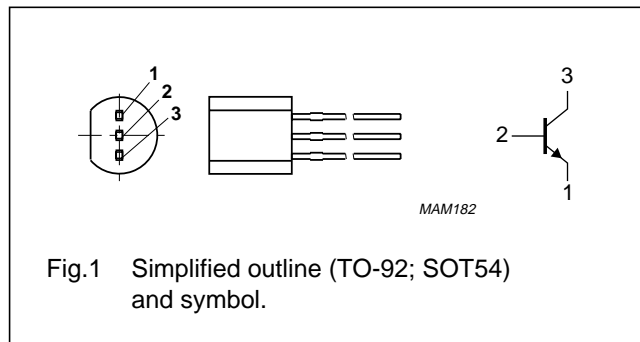 1
2
3
3
2
1
MAM182
Fig.1 Simplified outline (TO-92; SOT54)
and symbol.